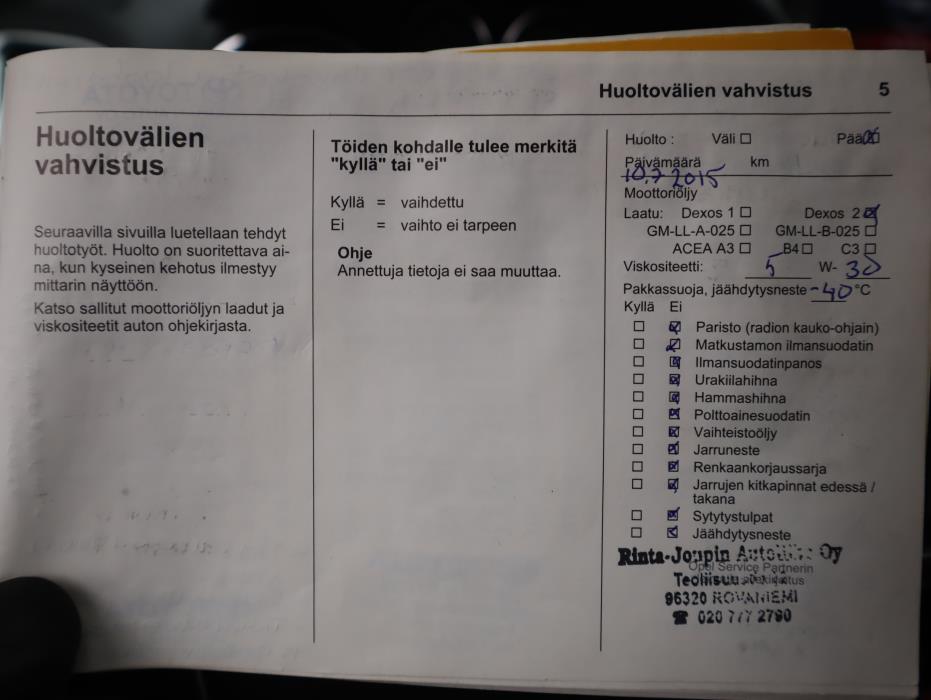 Huoltovälien vahvistus 5
Huoltovälien
vahvistus
Seuraavilla sivuilla luetellaan tehdyt
huoltotyöt. Huolto on suoritettava ai-
na, kun kyseinen kehotus ilmestyy
mittarin näyttöön.
Katso sallitut moottoriöljyn laadut ja
viskositeetit auton ohjekirjasta.
Töiden kohdalle tulee merkitä
"kyllä" tai "ei"
Kyllä = vaihdettu
Ei = vaihto ei tarpeen
Ohje
Annettuja tietoja ei saa muuttaa.
Huolto : Väli ☐ Pää ☒
Päivämäärä km
10.7 2015
Moottoriöljy
Laatu: Dexos 1 ☐ Dexos 2 ☒
GM-LL-A-025 ☐ GM-LL-B-025 ☐
ACEA A3 ☐ B4 ☐ C3 ☐
Viskositeetti: 5 W- 30
Pakkassuoja, jäähdytysneste -40 °C
Kyllä Ei
☐ ☒ Paristo (radion kauko-ohjain)
☐ ☒ Matkustamon ilmansuodatin
☐ ☒ Ilmansuodatinpanos
☐ ☒ Urakiilahihna
☐ ☒ Hammashihna
☐ ☒ Polttoainesuodatin
☐ ☒ Vaihteistoöljy
☐ ☒ Jarruneste
☐ ☒ Renkaankorjaussarja
☐ ☒ Jarrujen kitkapinnat edessä /
takana
☐ ☒ Sytytystulpat
☐ ☒ Jäähdytysneste
Rinta-Joupin Oy
Opel Service Partnerin
96320 ROVANIEMI
☎ 020 777 2790
TOYOTA